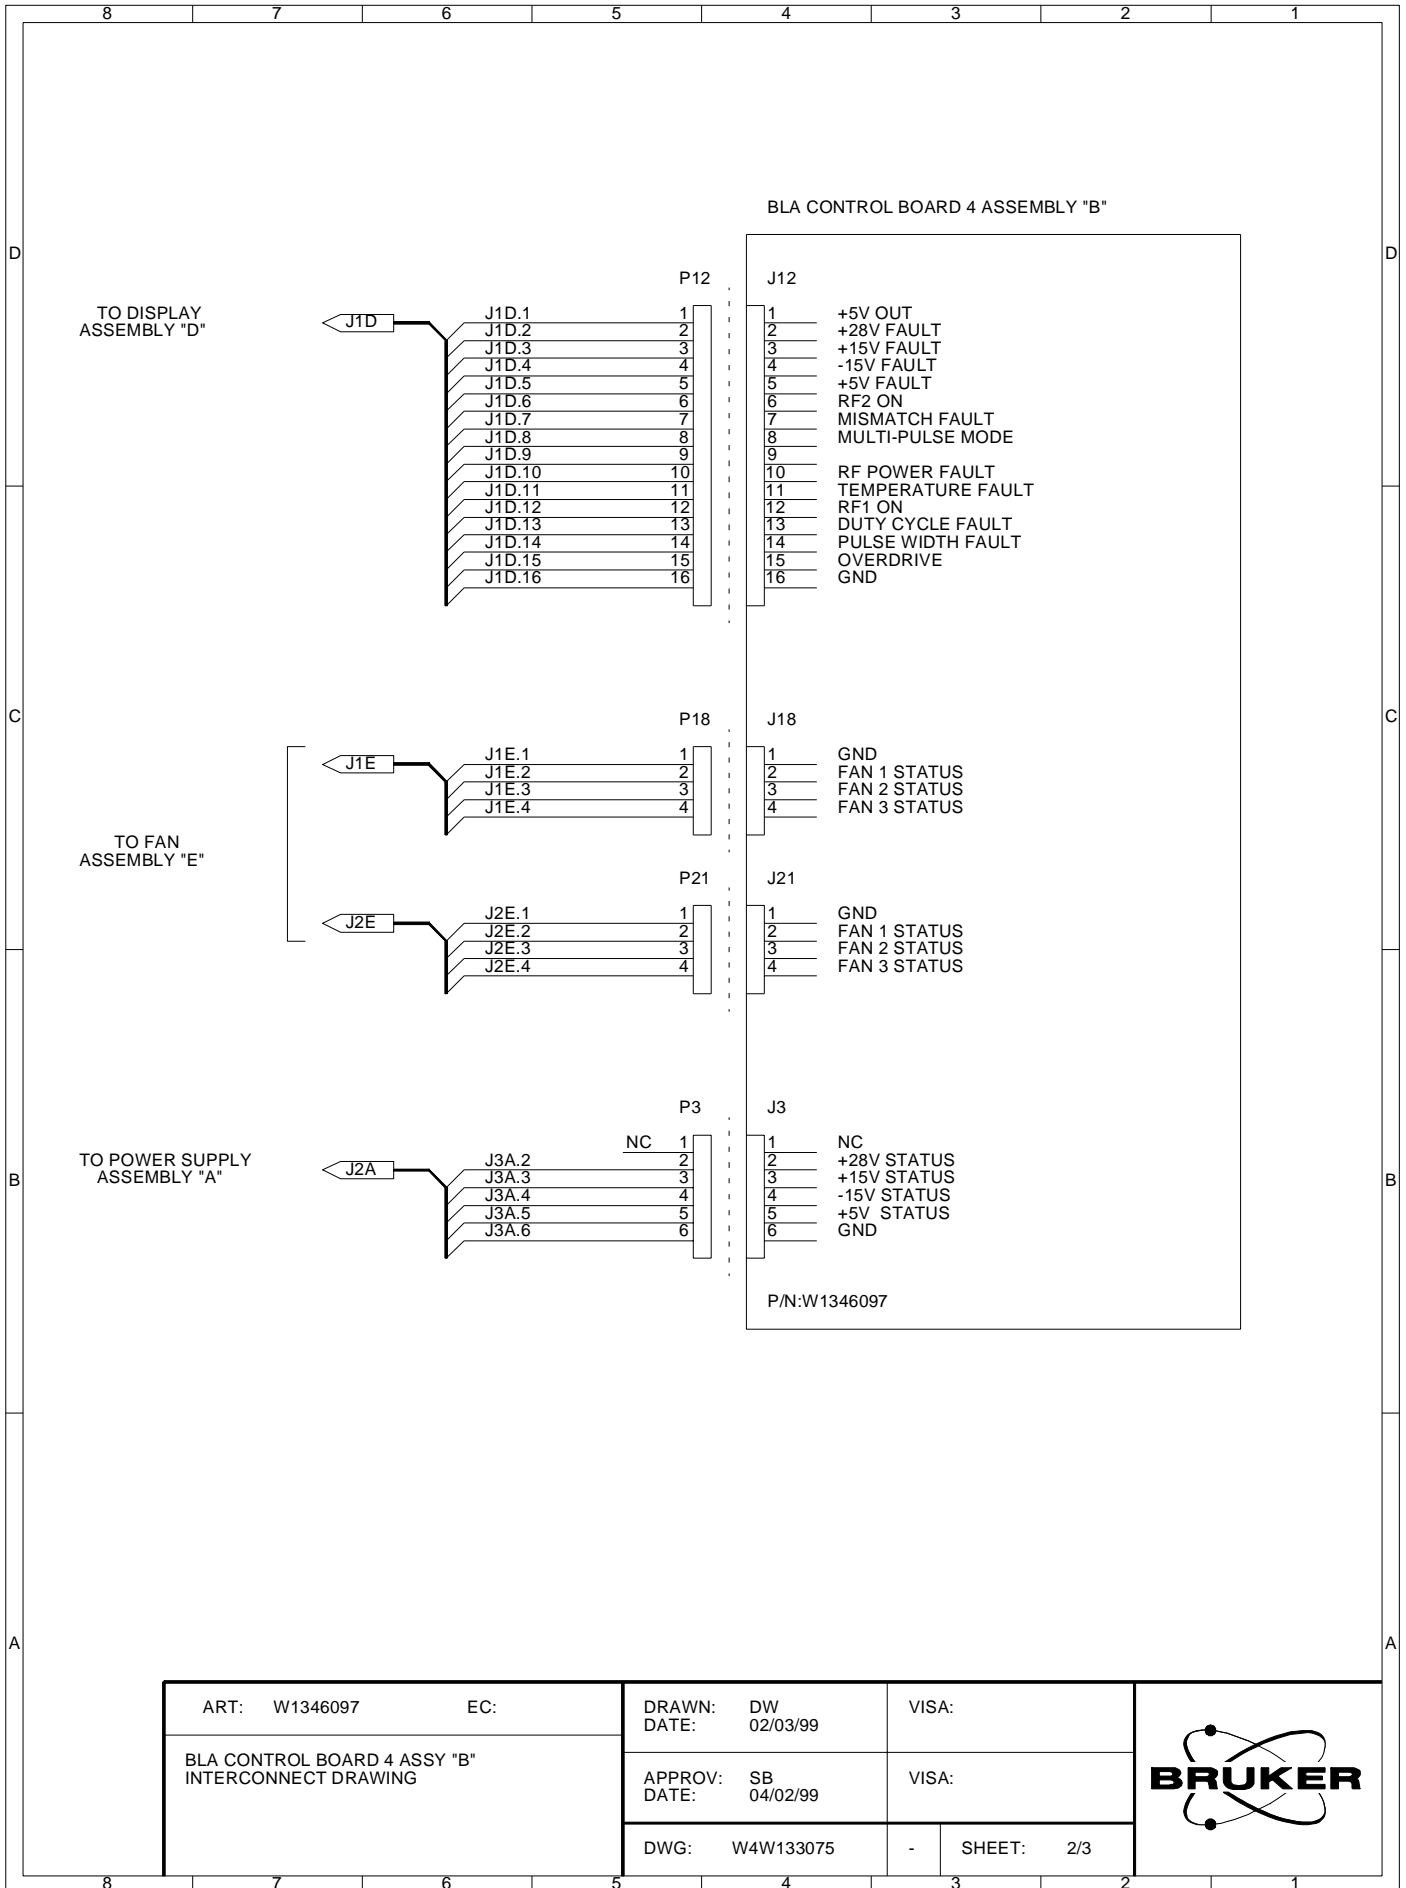 8 7 6 5 4 3 2 1
BLA CONTROL BOARD 4 ASSEMBLY "B"
D D
P12 J12
TO DISPLAY
ASSEMBLY "D"
J1D
J1D.1 1 1 +5V OUT
J1D.2 2 2 +28V FAULT
J1D.3 3 3 +15V FAULT
J1D.4 4 4 -15V FAULT
J1D.5 5 5 +5V FAULT
J1D.6 6 6 RF2 ON
J1D.7 7 7 MISMATCH FAULT
J1D.8 8 8 MULTI-PULSE MODE
J1D.9 9 9
J1D.10 10 10 RF POWER FAULT
J1D.11 11 11 TEMPERATURE FAULT
J1D.12 12 12 RF1 ON
J1D.13 13 13 DUTY CYCLE FAULT
J1D.14 14 14 PULSE WIDTH FAULT
J1D.15 15 15 OVERDRIVE
J1D.16 16 16 GND
C C
P18 J18
J1E
J1E.1 1 1 GND
J1E.2 2 2 FAN 1 STATUS
J1E.3 3 3 FAN 2 STATUS
J1E.4 4 4 FAN 3 STATUS
TO FAN
ASSEMBLY "E"
P21 J21
J2E
J2E.1 1 1 GND
J2E.2 2 2 FAN 1 STATUS
J2E.3 3 3 FAN 2 STATUS
J2E.4 4 4 FAN 3 STATUS
P3 J3
NC 1 1 NC
TO POWER SUPPLY
ASSEMBLY "A"
J2A
J3A.2 2 2 +28V STATUS
J3A.3 3 3 +15V STATUS
J3A.4 4 4 -15V STATUS
J3A.5 5 5 +5V STATUS
J3A.6 6 6 GND
B B
P/N:W1346097
A A
ART: W1346097 EC:
BLA CONTROL BOARD 4 ASSY "B"
INTERCONNECT DRAWING
DRAWN: DW
DATE: 02/03/99
VISA:
APPROV: SB
DATE: 04/02/99
VISA:
DWG: W4W133075 - SHEET: 2/3
BRUKER
8 7 6 5 4 3 2 1